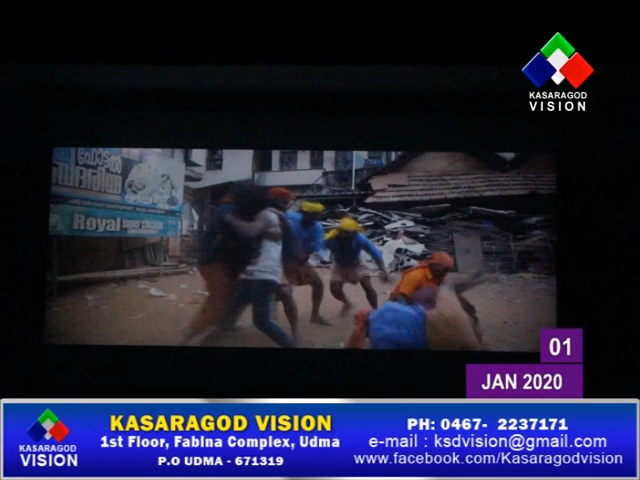 KASARAGOD
VISION
ഹോട്ടൽ
Royal
01
JAN 2020
KASARAGOD
VISION
KASARAGOD VISION
1st Floor, Fabina Complex, Udma
P.O UDMA - 671319
PH: 0467- 2237171
e-mail : ksdvision@gmail.com
www.facebook.com/Kasaragodvision